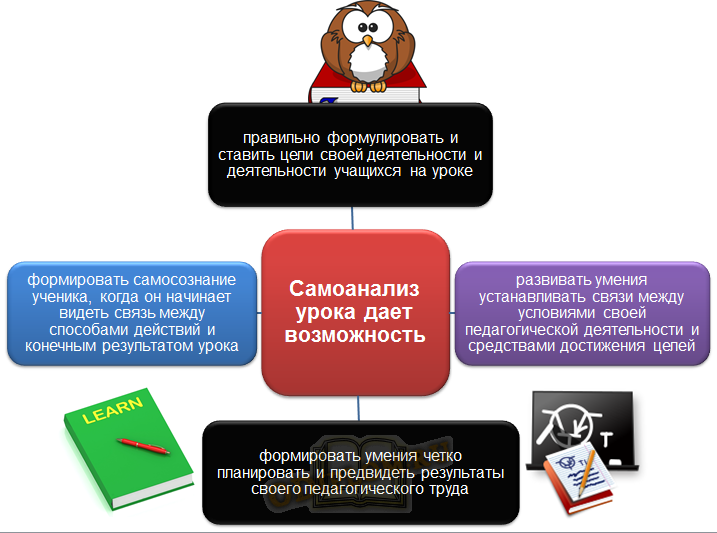 правильно формулировать и
ставить цели своей деятельности и
деятельности учащихся на уроке
формировать самосознание
ученика, когда он начинает
видеть связь между
способами действий и
конечным результатом урока
Самоанализ
урока дает
возможность
развивать умения
устанавливать связи между
условиями своей
педагогической деятельности и
средствами достижения целей
LEARN
формировать умения четко
планировать и предвидеть результаты
своего педагогического труда
T